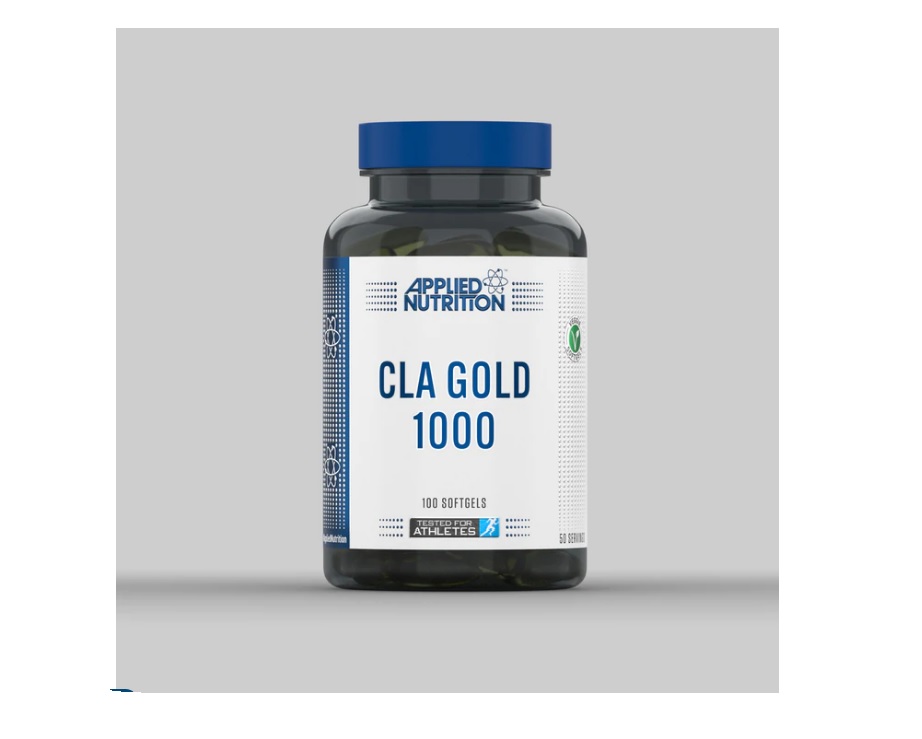 APPLIED
NUTRITION
CLA GOLD
1000
100 SOFTGELS
TESTED FOR
ATHLETES
50 SERVINGS